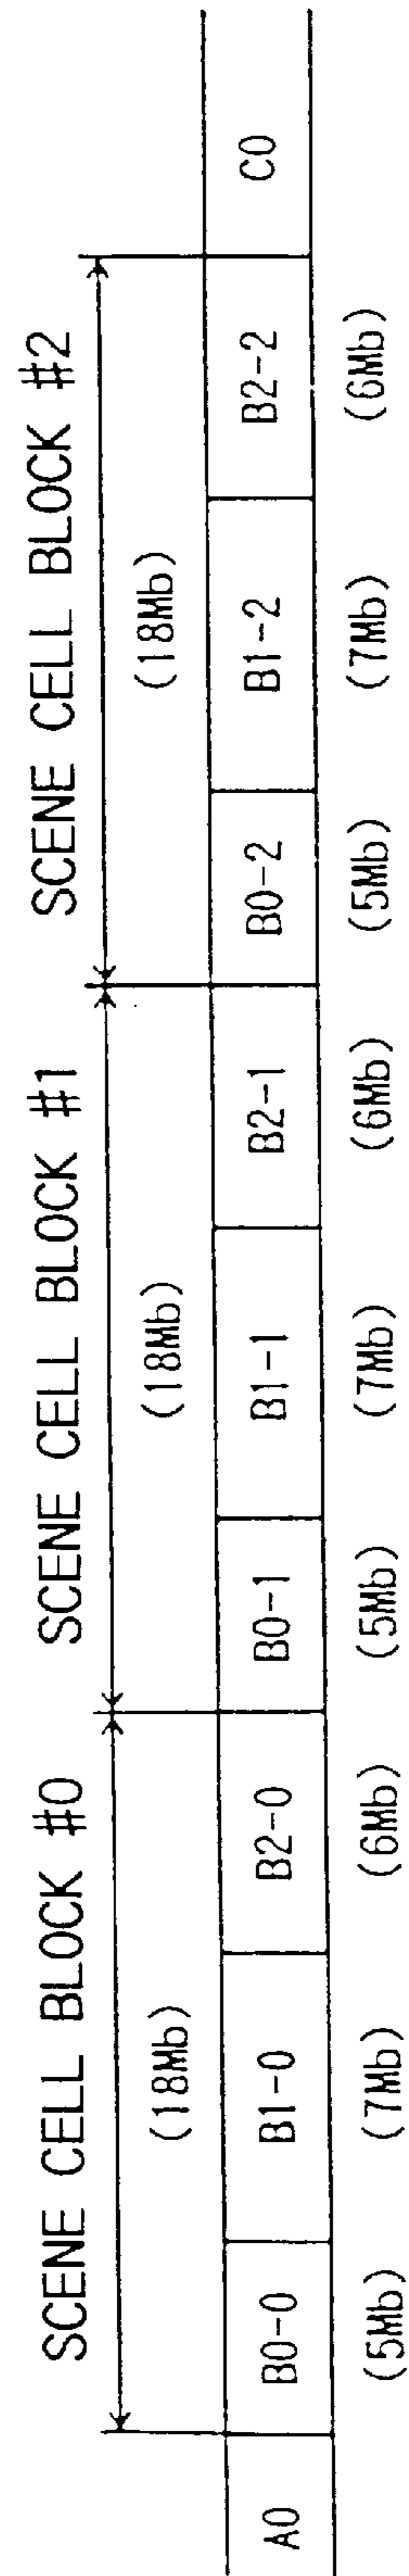 SCENE CELL BLOCK #0 SCENE CELL BLOCK #1 SCENE CELL BLOCK #2
(18Mb) (18Mb) (18Mb)
A0 B0-0 B1-0 B2-0 B0-1 B1-1 B2-1 B0-2 B1-2 B2-2 C0
(5Mb) (7Mb) (6Mb) (5Mb) (7Mb) (6Mb) (5Mb) (7Mb) (6Mb)